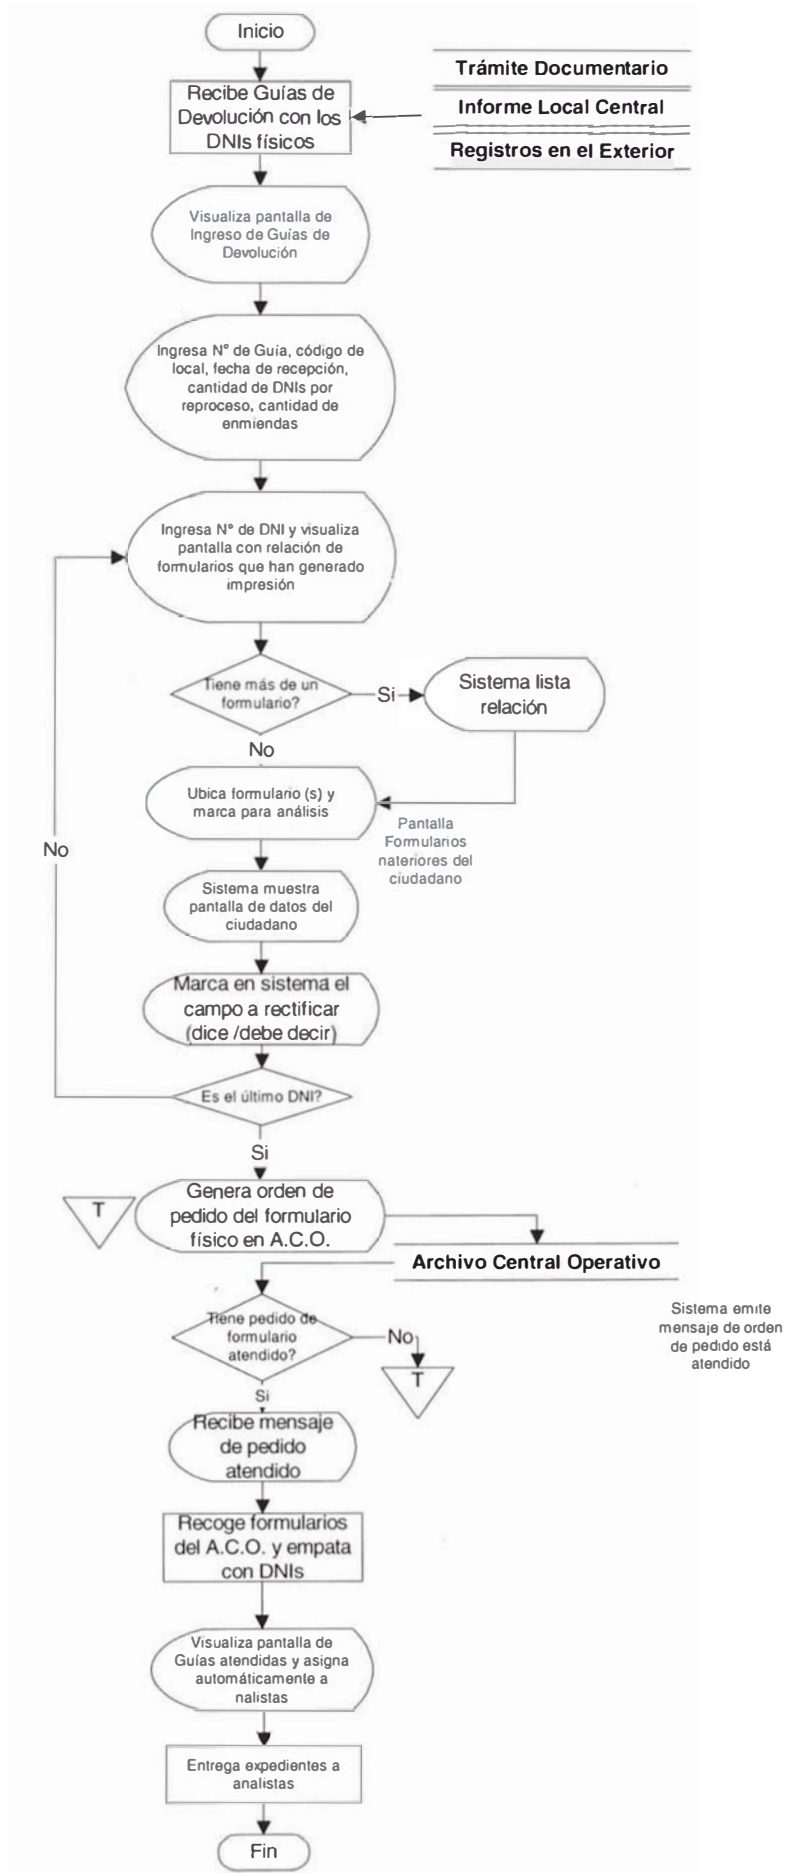 Inicio
Trámite Documentario
Informe Local Central
Registros en el Exterior
Recibe Guías de
Devolución con los
DNIs físicos
Visualiza pantalla de
Ingreso de Guías de
Devolución
Ingresa N° de Guía, código de
local, fecha de recepción,
cantidad de DNIs por
reproceso, cantidad de
enmiendas
Ingresa N° de DNI y visualiza
pantalla con relación de
formularios que han generado
impresión
Tiene más de un
formulario?
Si
Sistema lista
relación
No
Ubica formulario (s) y
marca para análisis
Pantalla
Formularios
nateriores del
ciudadano
No
Sistema muestra
pantalla de datos del
ciudadano
Marca en sistema el
campo a rectificar
(dice /debe decir)
Es el último DNI?
Si
T
Genera orden de
pedido del formulario
físico en A.C.O.
Archivo Central Operativo
Sistema emite
mensaje de orden
de pedido está
atendido
Tiene pedido de
formulario
atendido?
No
T
Si
Recibe mensaje
de pedido
atendido
Recoge formularios
del A.C.O. y empata
con DNIs
Visualiza pantalla de
Guías atendidas y asigna
automáticamente a
nalistas
Entrega expedientes a
analistas
Fin